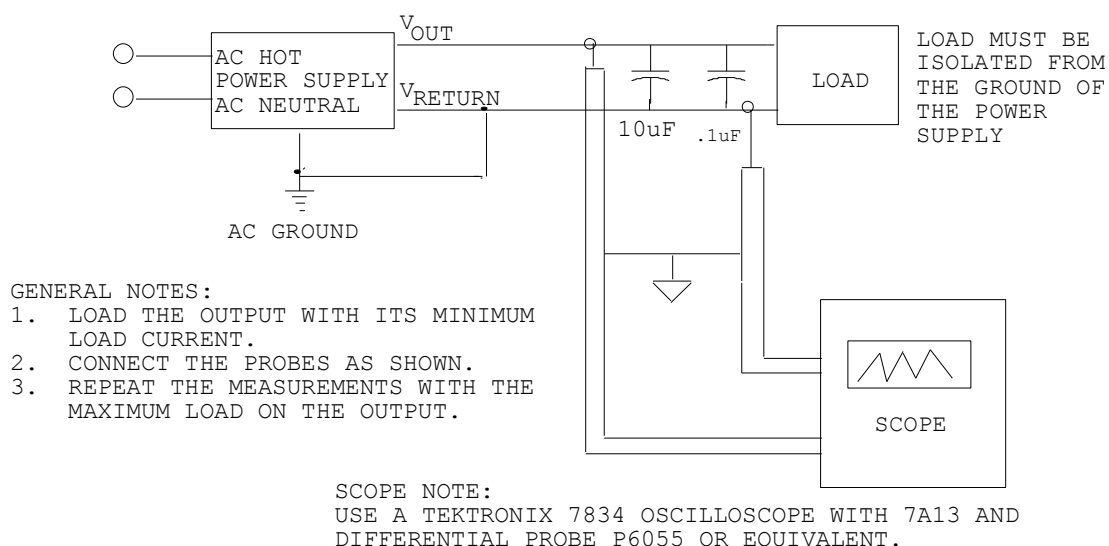 V OUT
AC HOT
POWER SUPPLY
AC NEUTRAL
V RETURN
10uF
.1uF
LOAD
LOAD MUST BE
ISOLATED FROM
THE GROUND OF
THE POWER
SUPPLY
AC GROUND
GENERAL NOTES:
1. LOAD THE OUTPUT WITH ITS MINIMUM
LOAD CURRENT.
2. CONNECT THE PROBES AS SHOWN.
3. REPEAT THE MEASUREMENTS WITH THE
MAXIMUM LOAD ON THE OUTPUT.
SCOPE
SCOPE NOTE:
USE A TEKTRONIX 7834 OSCILLOSCOPE WITH 7A13 AND
DIFFERENTIAL PROBE P6055 OR EQUIVALENT.